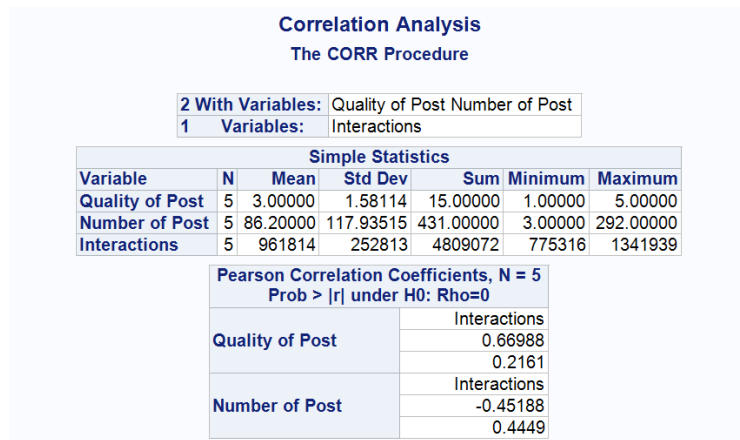 Correlation Analysis
The CORR Procedure
2 With Variables: Quality of Post Number of Post
1 Variables: Interactions
Simple Statistics
Variable N Mean Std Dev Sum Minimum Maximum
Quality of Post 5 3.00000 1.58114 15.00000 1.00000 5.00000
Number of Post 5 86.20000 117.93515 431.00000 3.00000 292.00000
Interactions 5 961814 252813 4809072 775316 1341939
Pearson Correlation Coefficients, N = 5
Prob > |r| under H0: Rho=0
Interactions
Quality of Post 0.66988
0.2161
Interactions
Number of Post -0.45188
0.4449